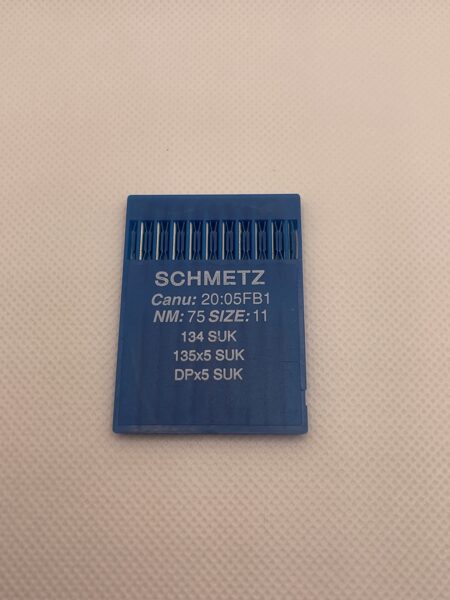 SCHMETZ
Canu: 20:05FB1
NM: 75 SIZE: 11
134 SUK
135x5 SUK
DPx5 SUK